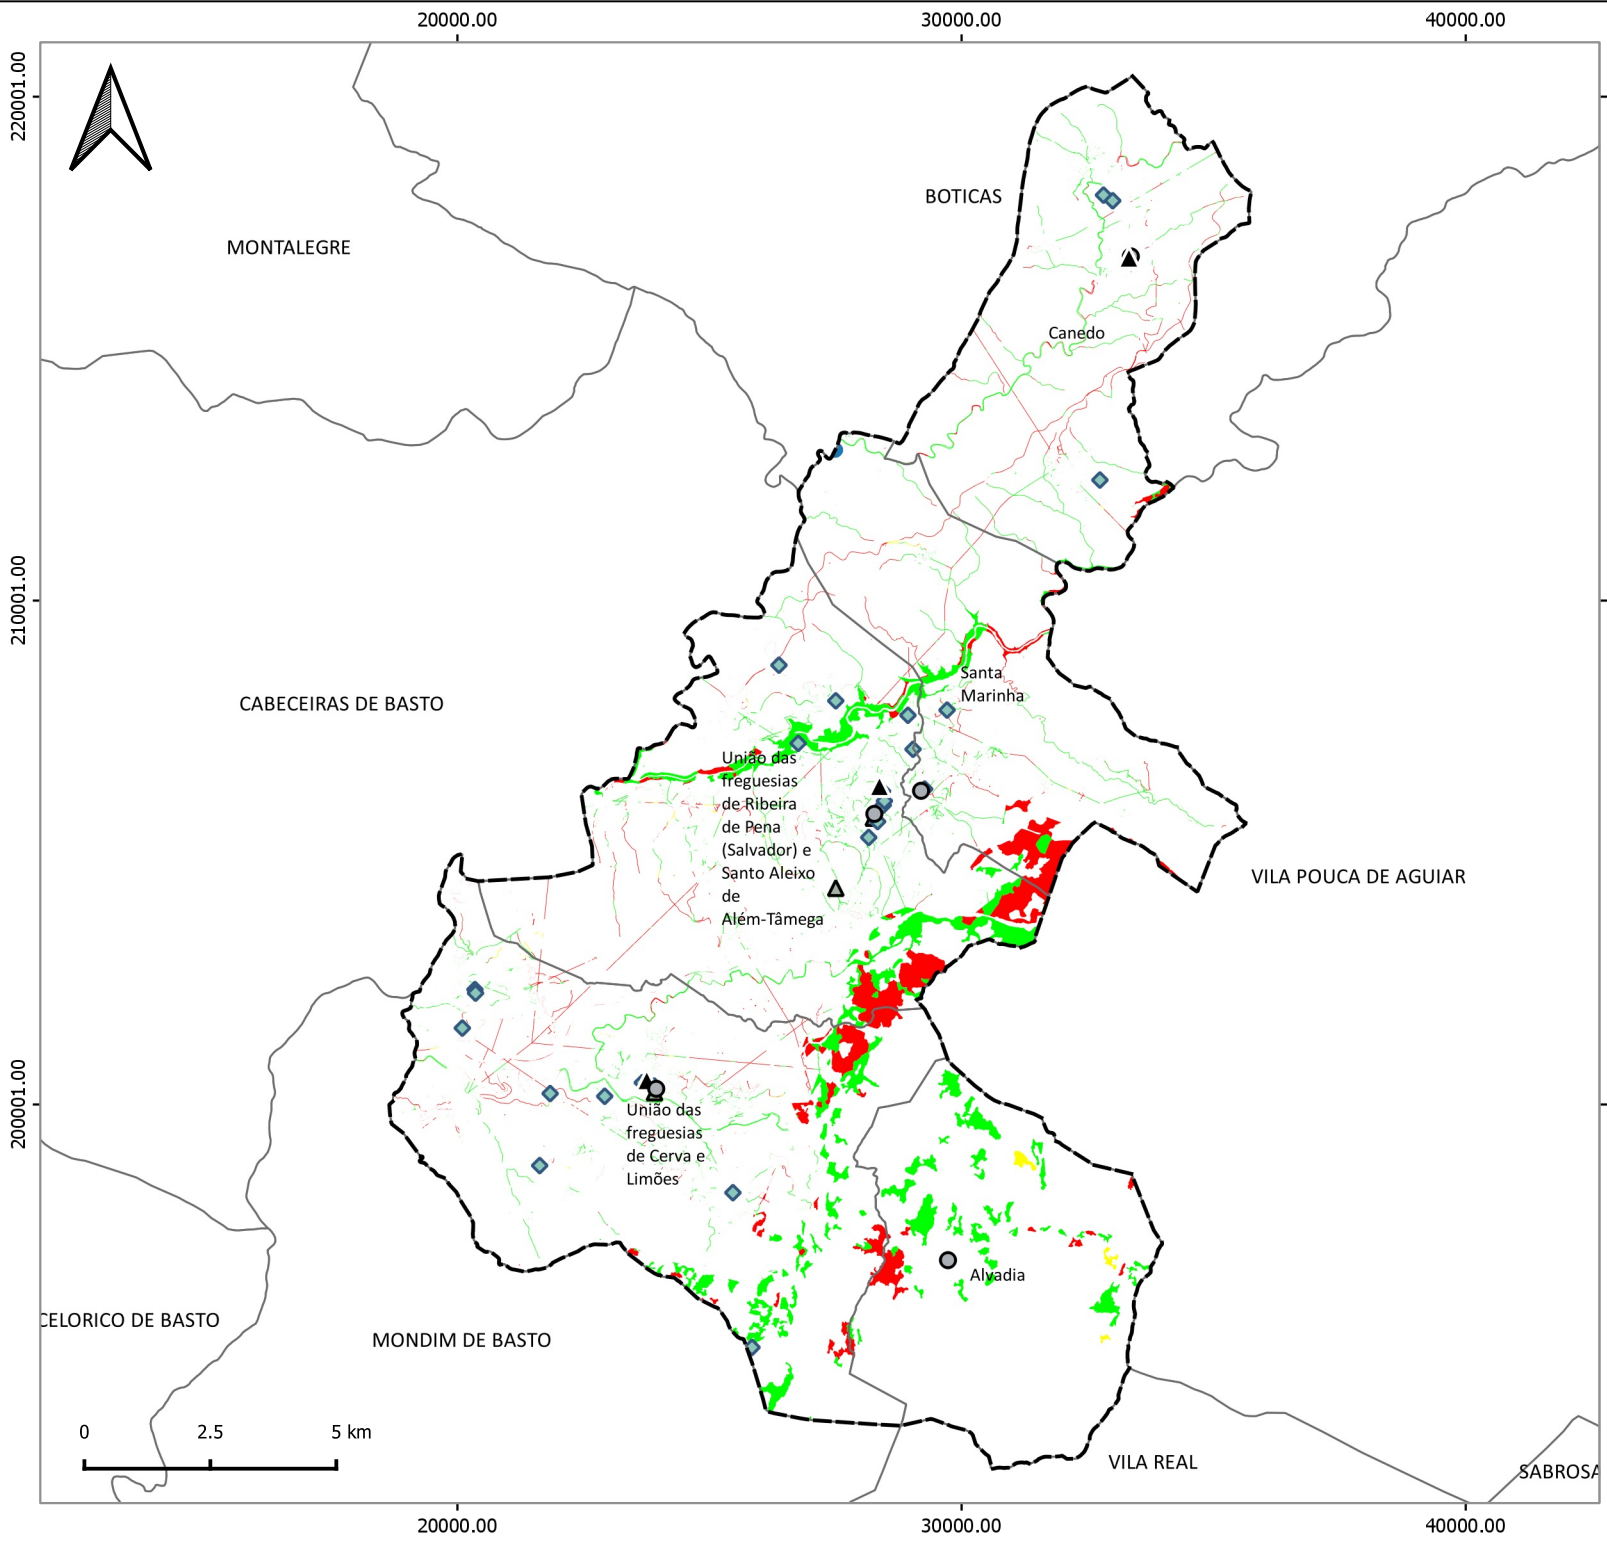 20000.00
30000.00
40000.00
220001.00
210001.00
200001.00
BOTICAS
MONTALEGRE
Canedo
Santa
Marinha
CABECEIRAS DE BASTO
União das
freguesias
de Ribeira
de Pena
(Salvador) e
Santo Aleixo
de
Além-Tâmega
VILA POUCA DE AGUIAR
União das
freguesias
de Cerva e
Limões
Alvadia
CELORICO DE BASTO
MONDIM DE BASTO
0
2.5
5 km
VILA REAL
SABROSA
20000.00
30000.00
40000.00